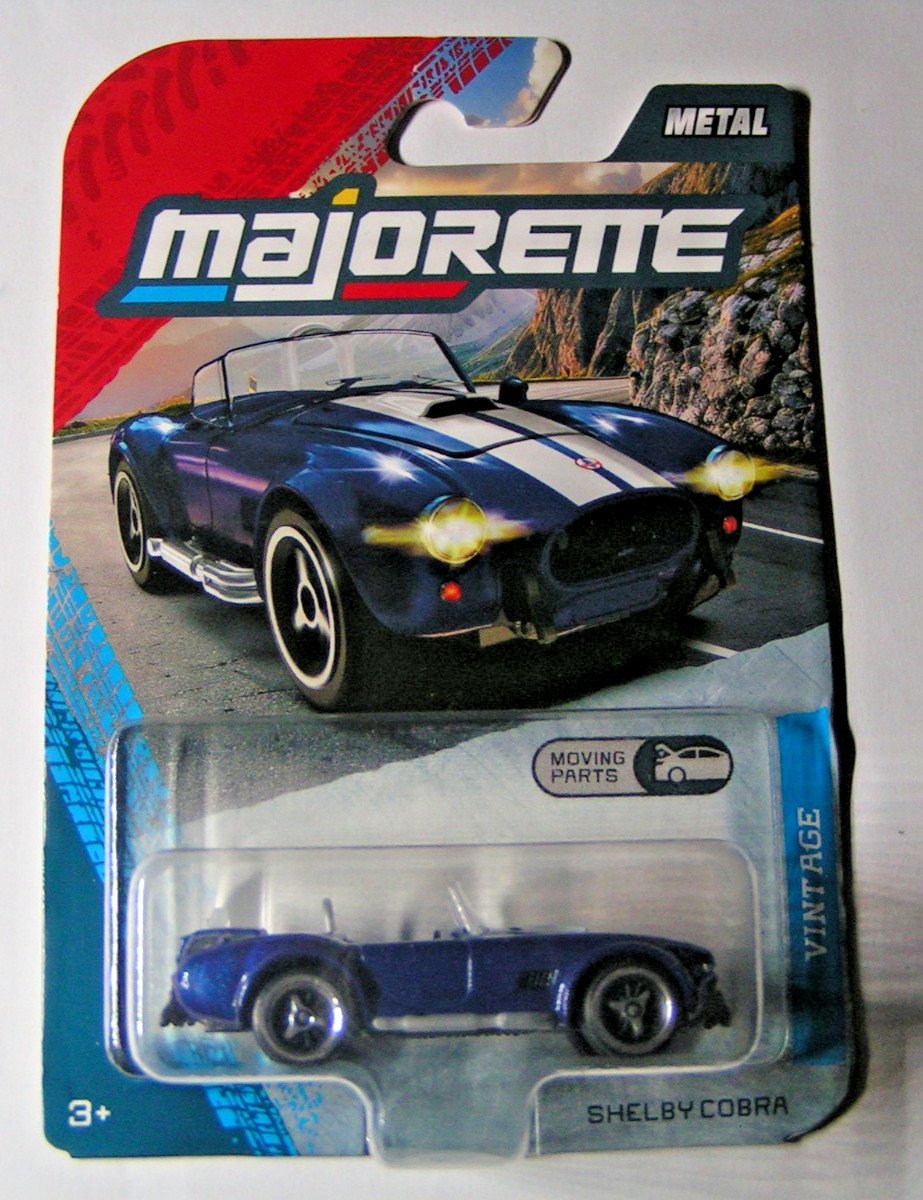 METAL
majorette
MOVING
PARTS
VINTAGE
3+
SHELBY COBRA